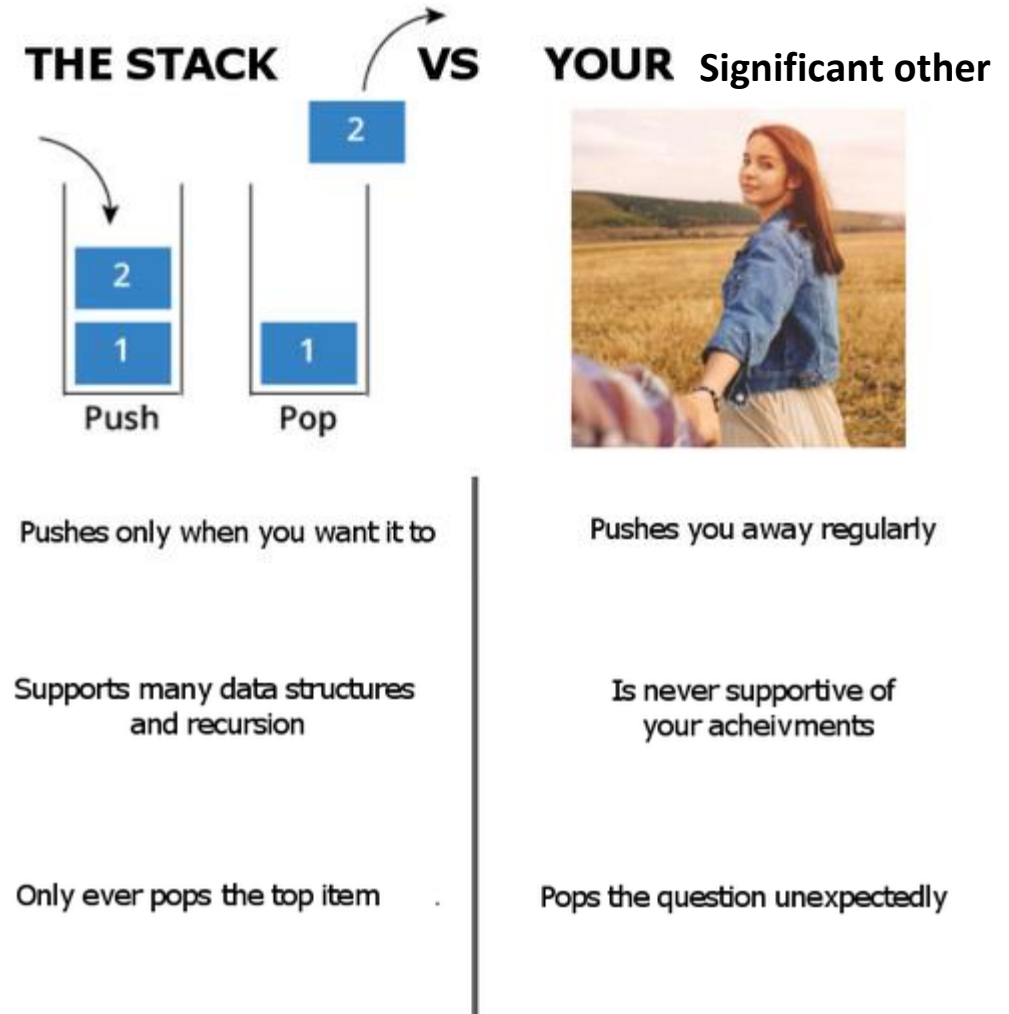 THE STACK VS YOUR Significant other
2
2
1
1
Push
Pop
Pushes only when you want it to
Pushes you away regularly
Supports many data structures
and recursion
Is never supportive of
your acheivments
Only ever pops the top item .
Pops the question unexpectedly